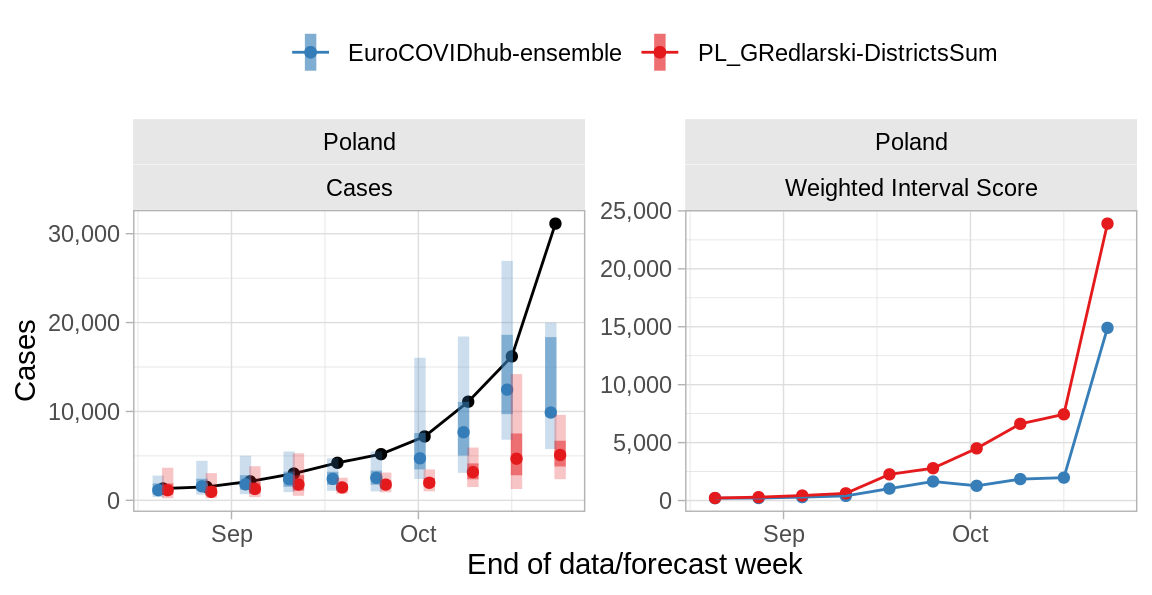 EuroCOVIDhub-ensemble PL_GRedlarski-DistrictsSum
Poland
Cases
30,000
20,000
10,000
0
Cases
Sep Oct
Poland
Weighted Interval Score
25,000
20,000
15,000
10,000
5,000
0
Sep Oct
End of data/forecast week